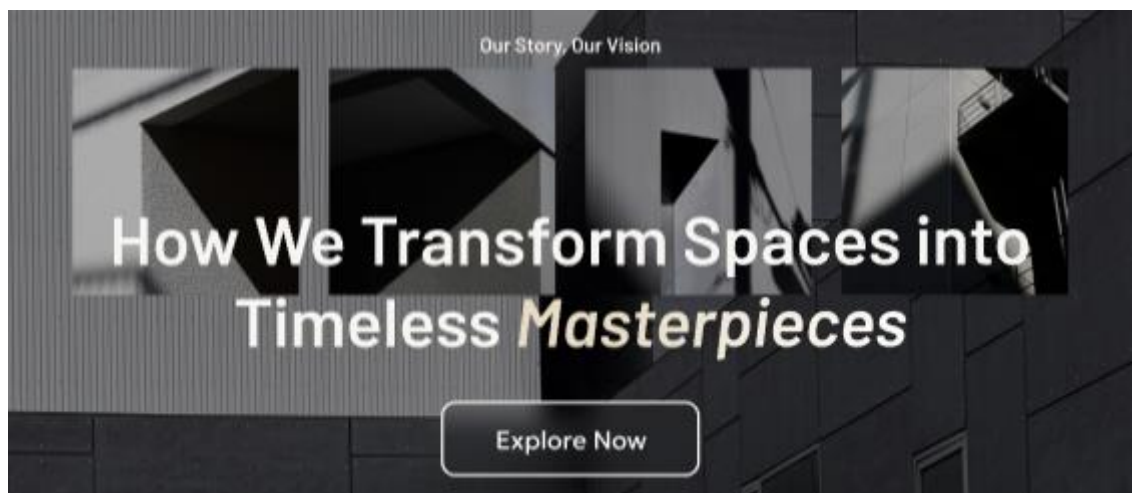 Our Story, Our Vision
How We Transform Spaces into
Timeless Masterpieces
Explore Now